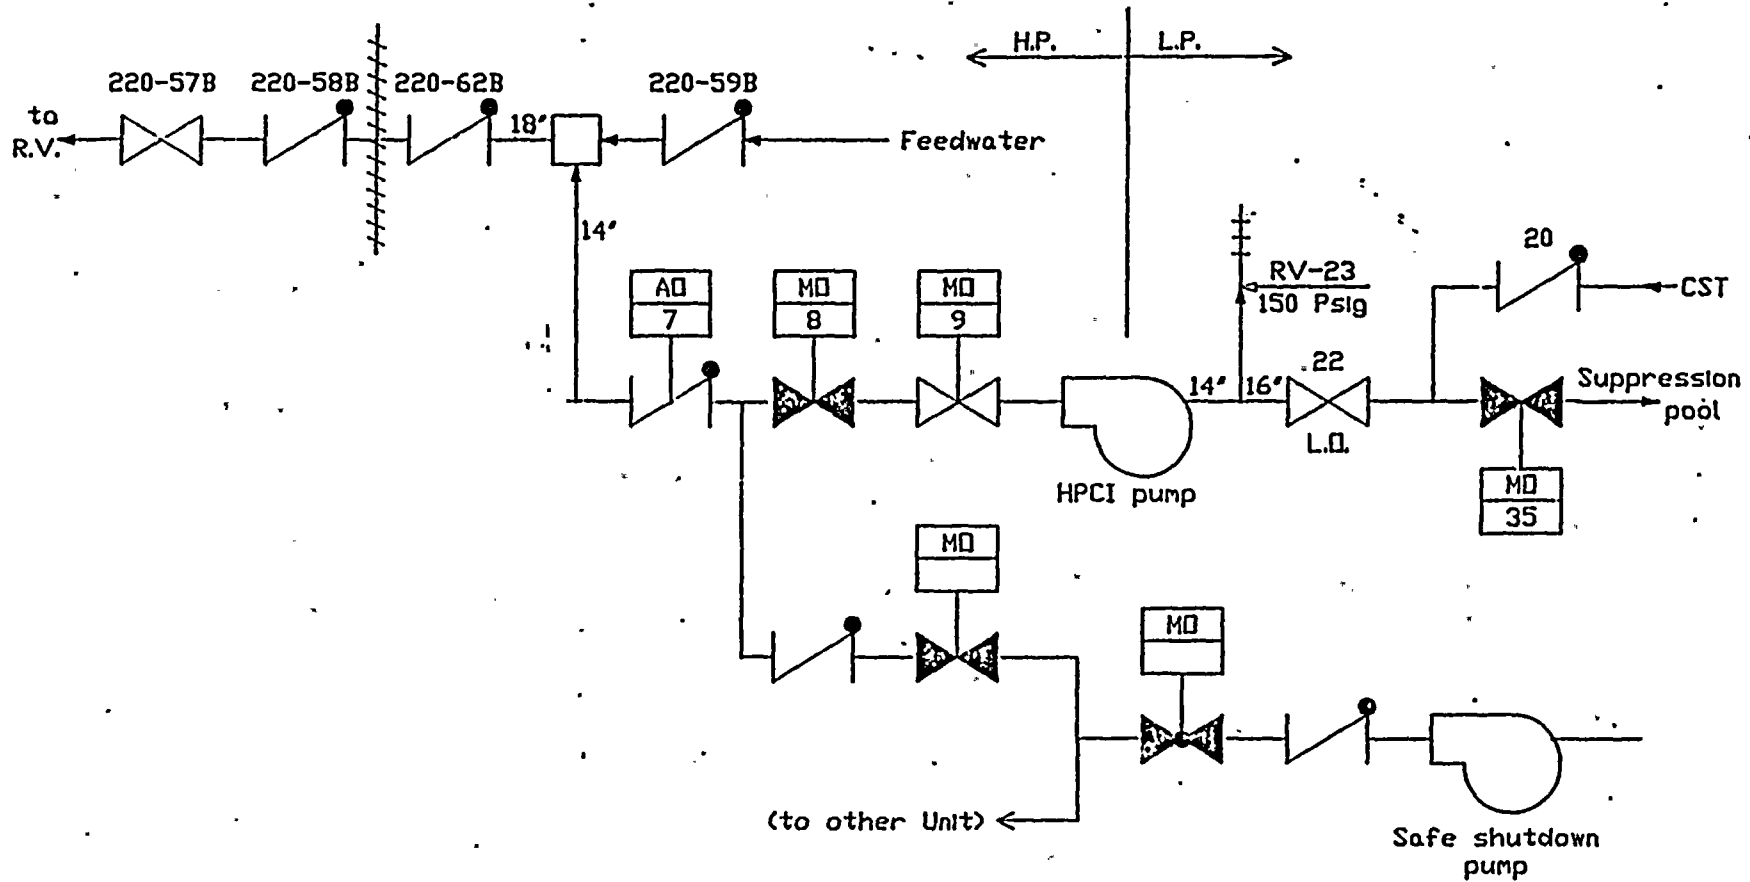 H.P.
L.P.
220-57B
220-58B
220-62B
220-59B
to
R.V.
18"
Feedwater
14"
20
RV-23
150 Psig
CST
AO
7
MO
8
MO
9
22
14"
16"
L.O.
Suppression
pool
HPCI pump
MO
35
MO
MO
(to other Unit)
Safe shutdown
pump